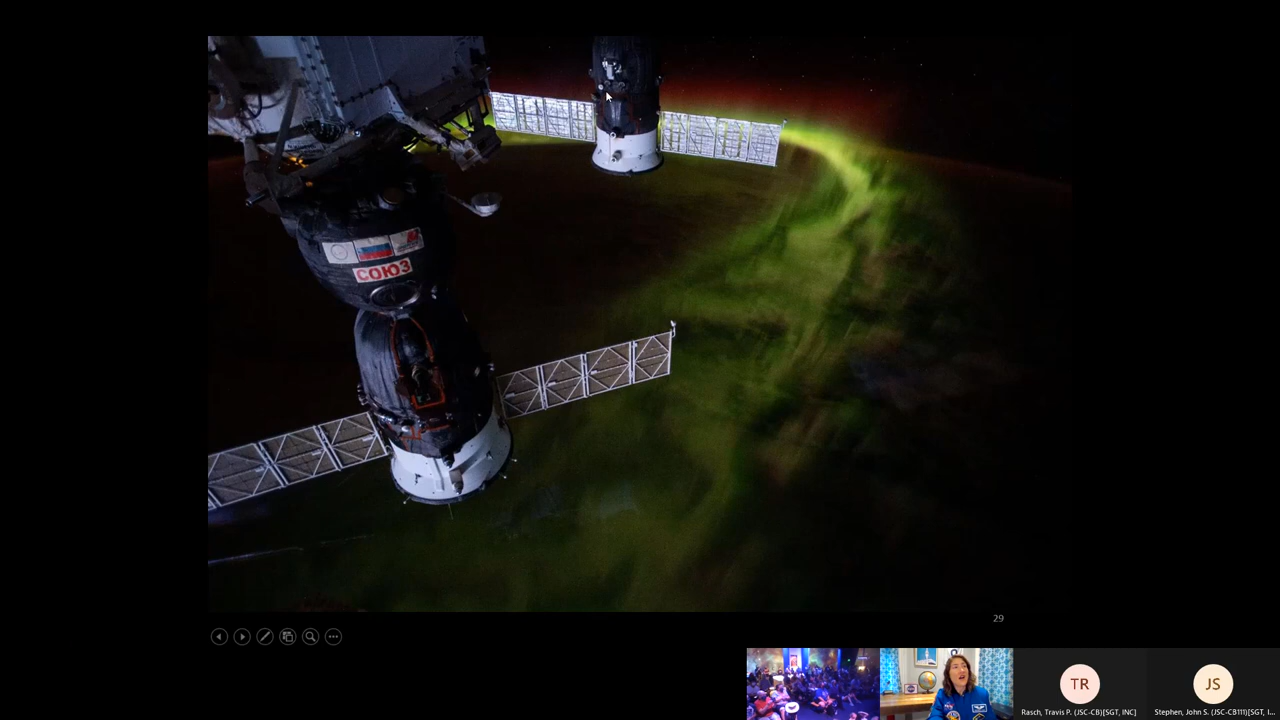 СОЮЗ
29
TR
JS
Rasch, Travis P. (JSC-CB)[SGT, INC]
Stephen, John S. (JSC-CB111)[SGT, I...